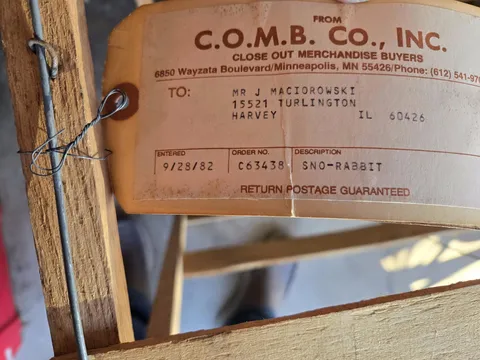 FROM
C.O.M.B. CO., INC.
CLOSE OUT MERCHANDISE BUYERS
6850 Wayzata Boulevard/Minneapolis, MN 55426/Phone: (612) 541-970
TO: MR J MACIOROWSKI
15521 TURLINGTON
HARVEY IL 60426
ENTERED ORDER NO. DESCRIPTION
9/28/82 C63438 SNO-RABBIT
RETURN POSTAGE GUARANTEED